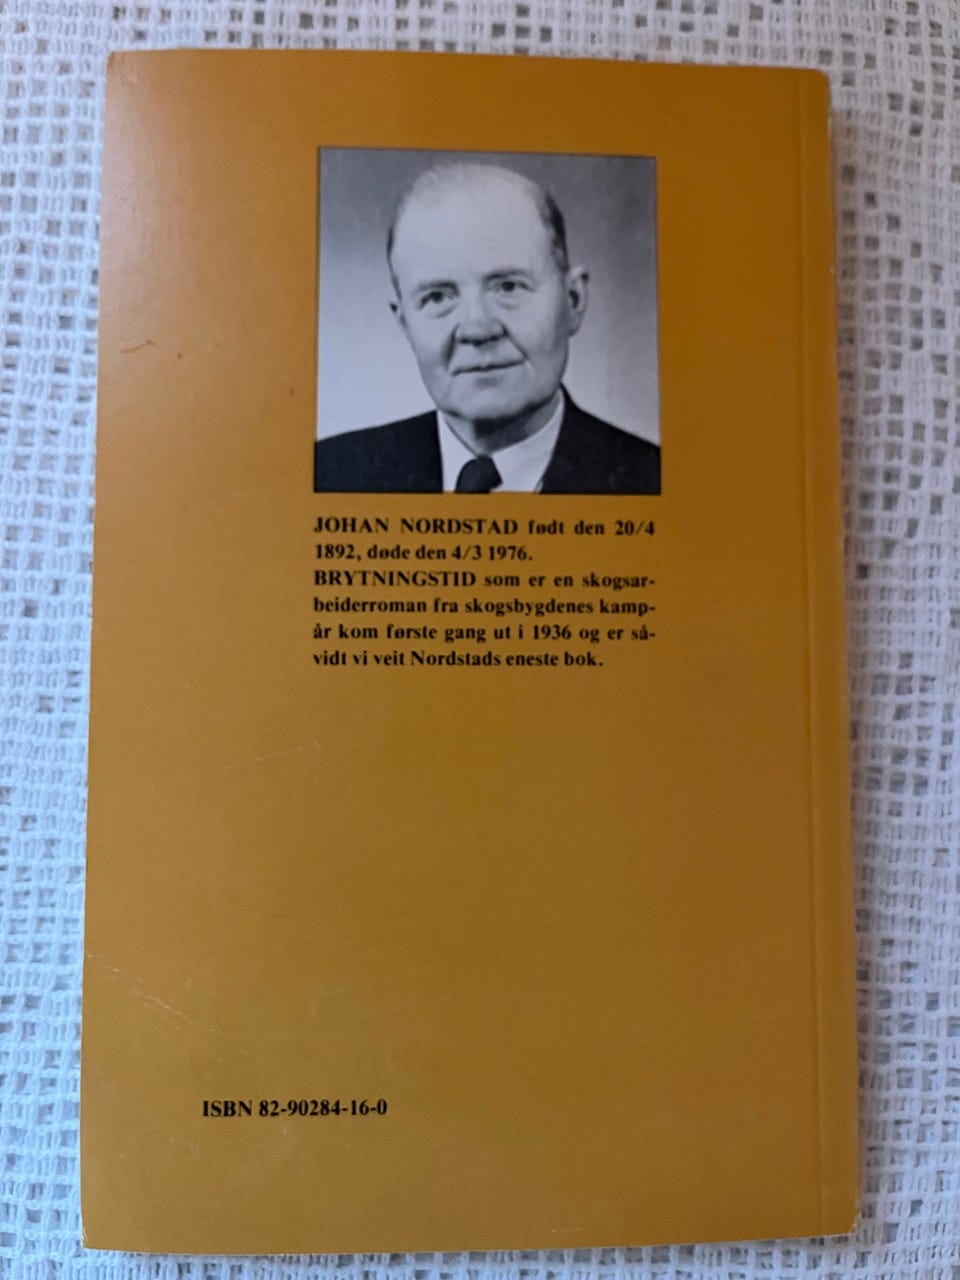 JOHAN NORDSTAD født den 20/4
1892, døde den 4/3 1976.
BRYTNINGSTID som er en skogsar-
beiderroman fra skogsbygdenes kamp-
år kom første gang ut i 1936 og er så-
vidt vi veit Nordstads eneste bok.
ISBN 82-90284-16-0